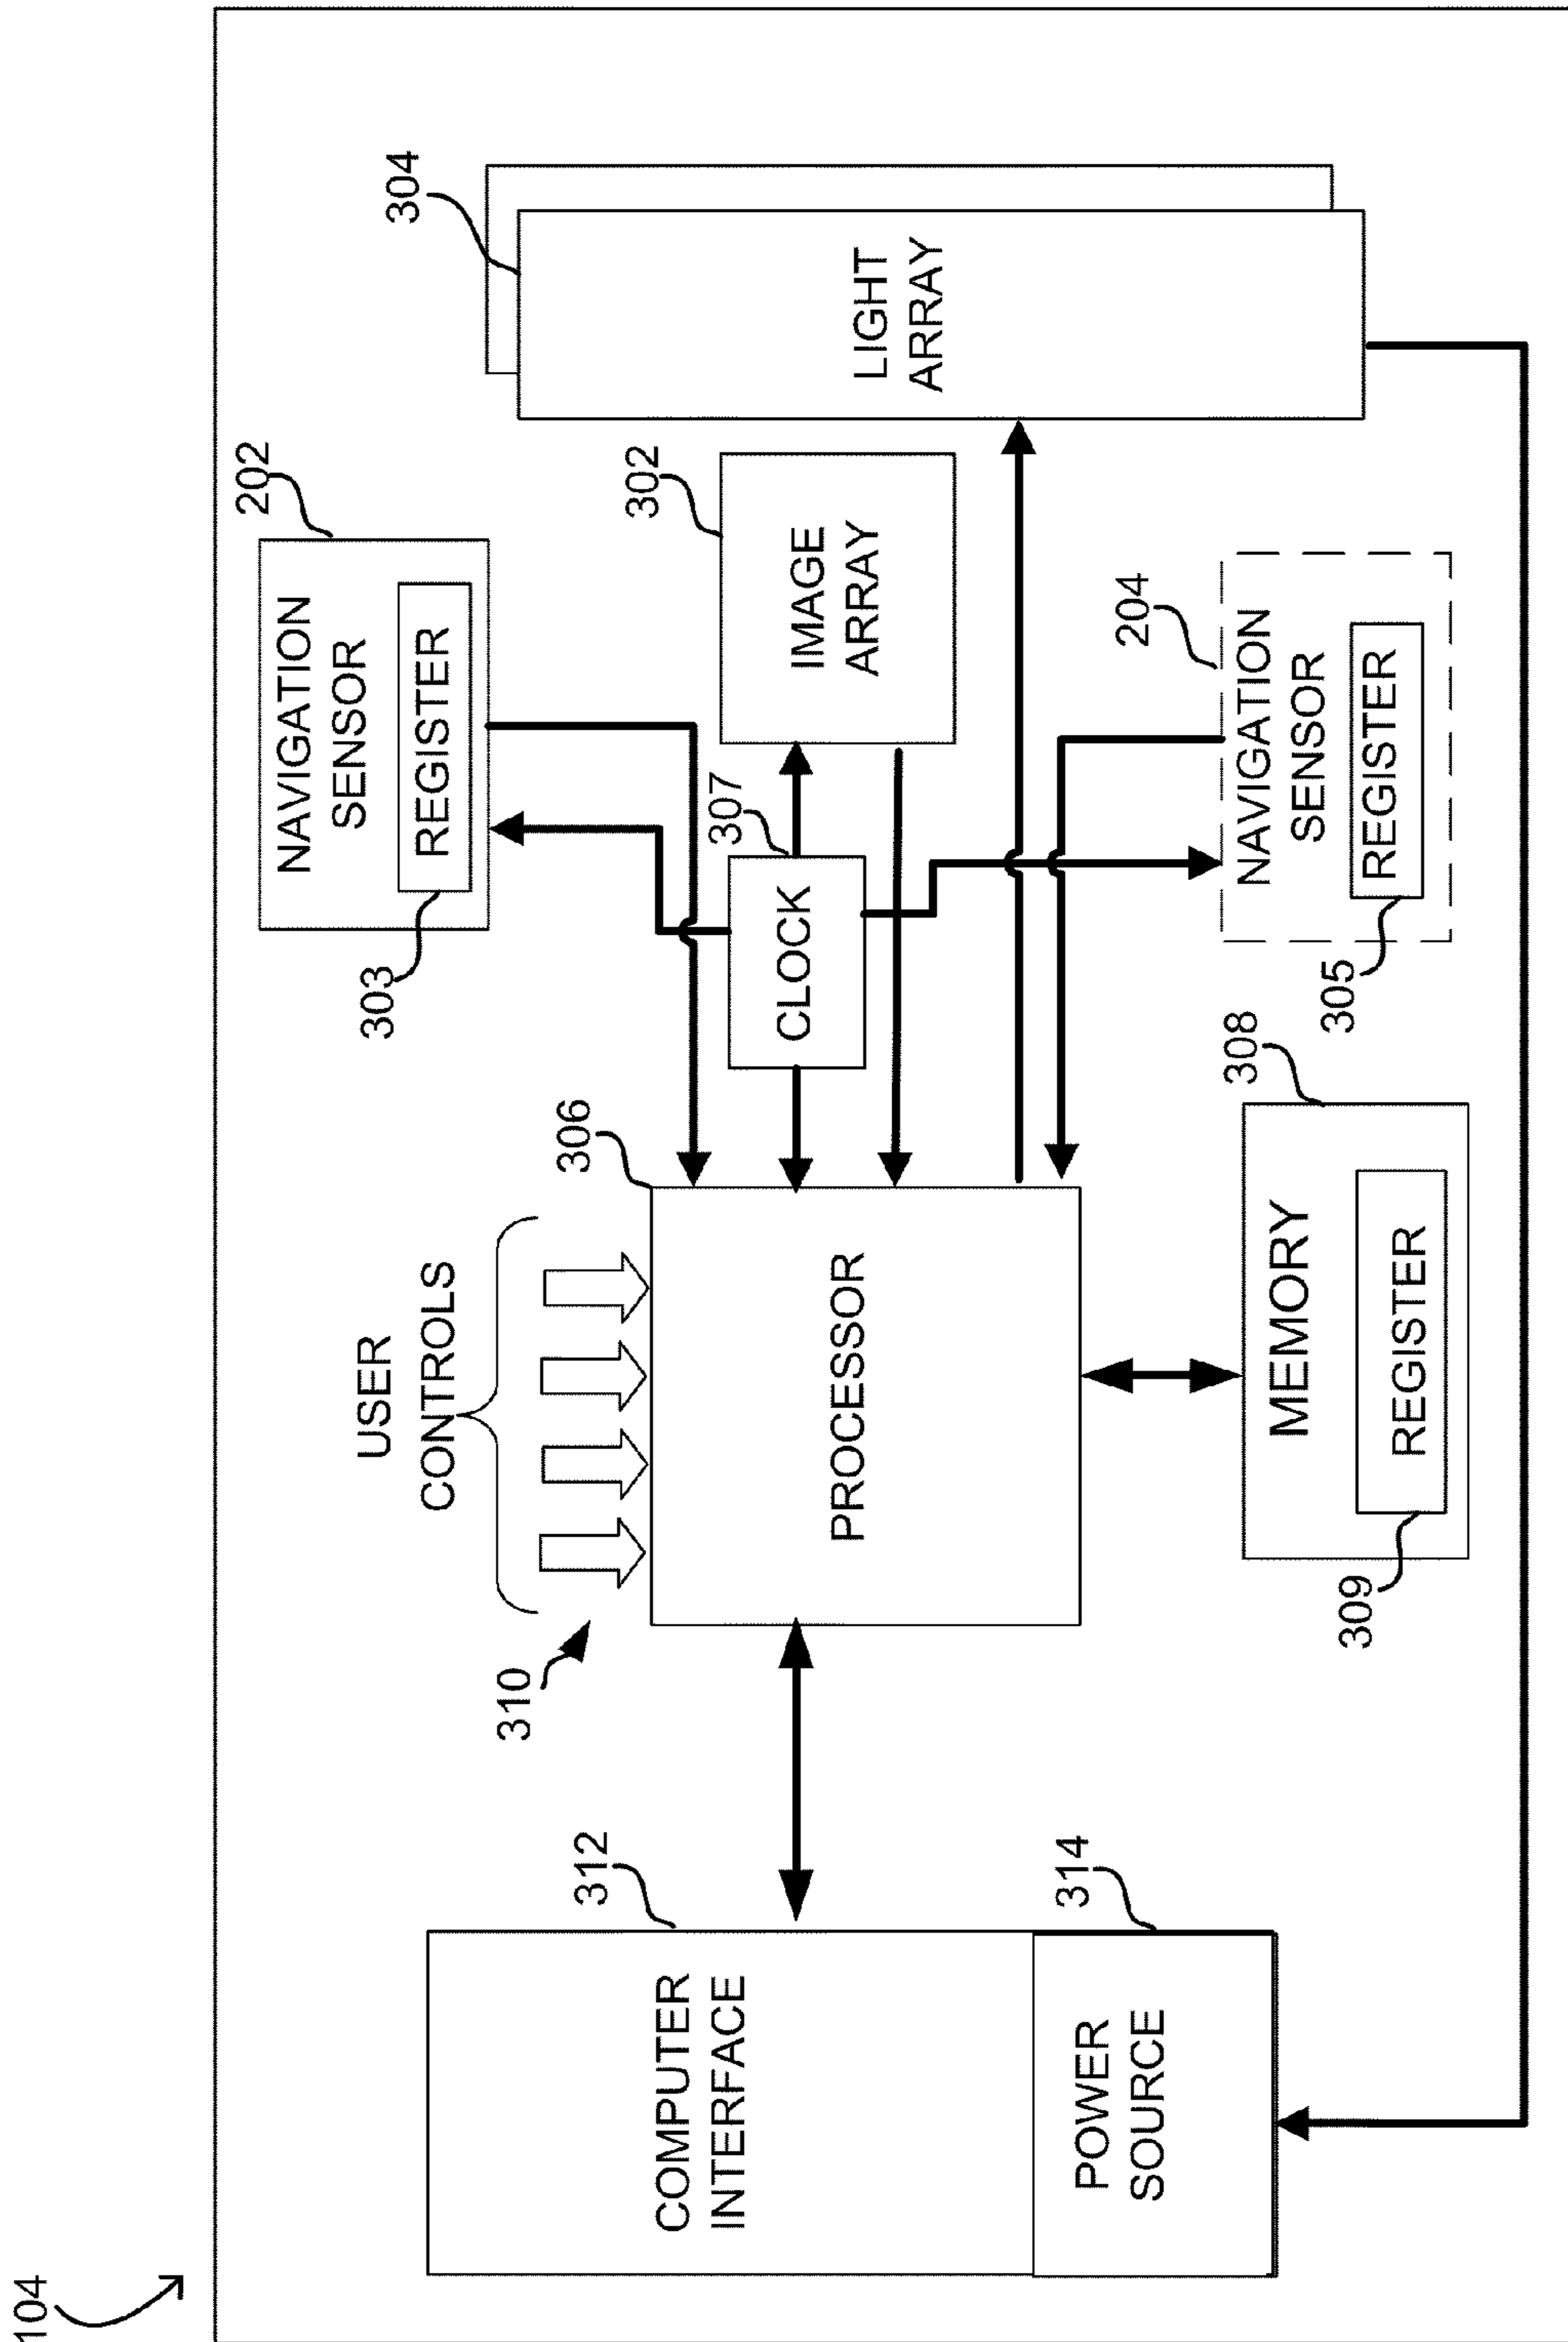 104
312
COMPUTER
INTERFACE
314
POWER
SOURCE
USER
CONTROLS
310
306
PROCESSOR
308
MEMORY
REGISTER
309
202
NAVIGATION
SENSOR
REGISTER
303
307
CLOCK
302
IMAGE
ARRAY
204
NAVIGATION
SENSOR
REGISTER
305
304
LIGHT
ARRAY